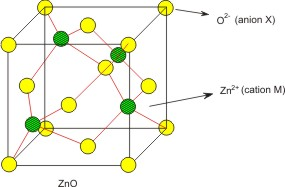 O²⁻ (anion X)
Zn²⁺ (cation M)
ZnO